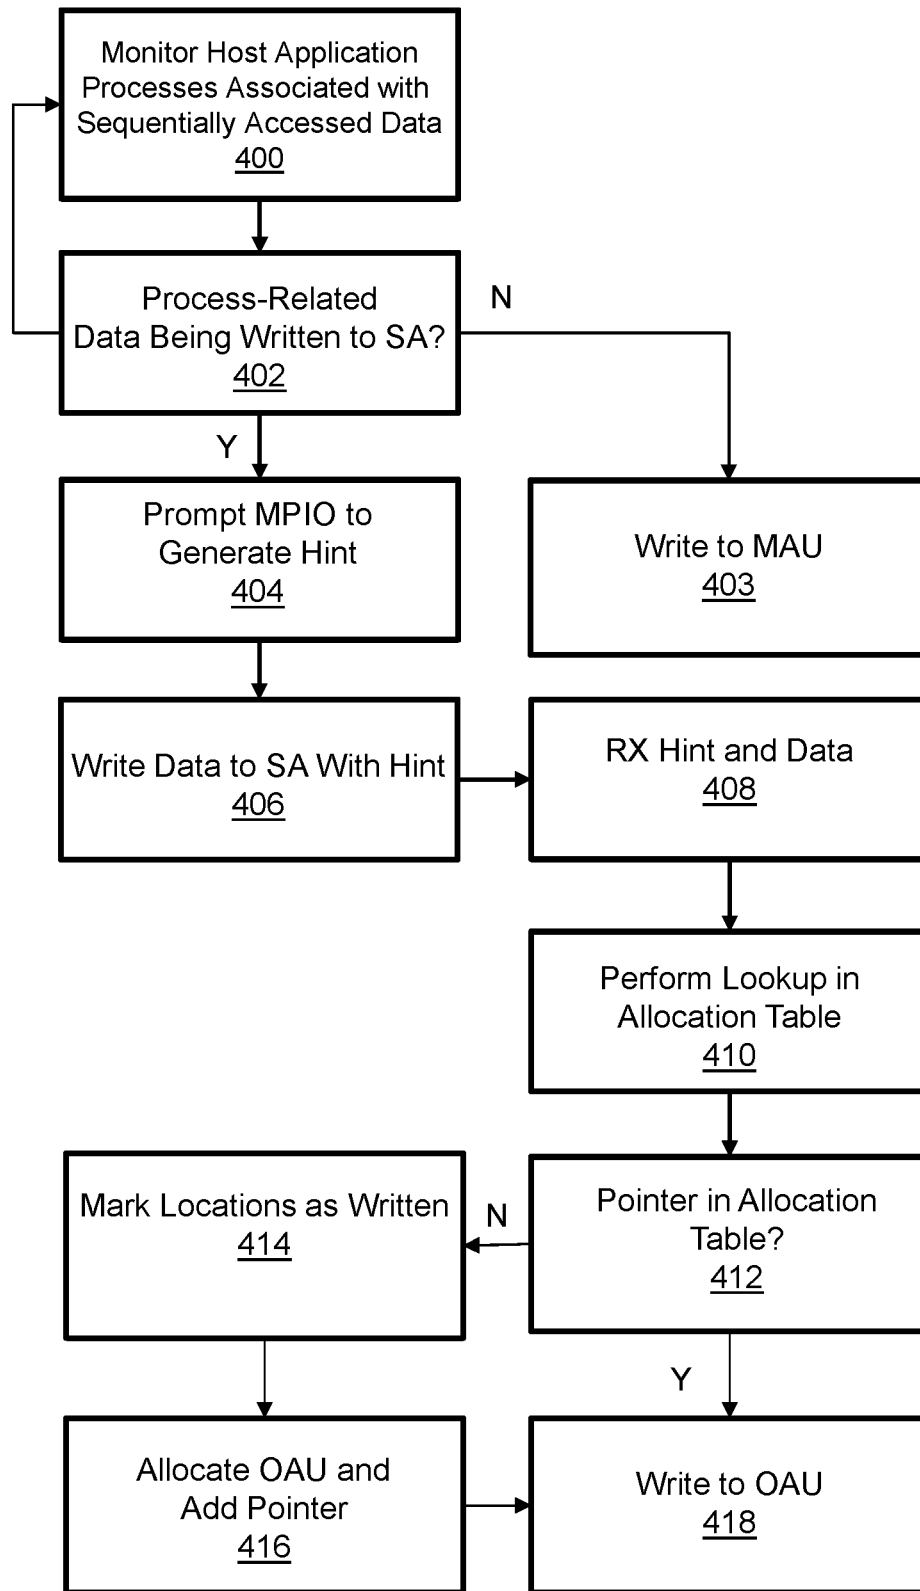 Monitor Host Application
Processes Associated with
Sequentially Accessed Data
400
Process-Related
Data Being Written to SA?
402
N
Y
Prompt MPIO to
Generate Hint
404
Write to MAU
403
Write Data to SA With Hint
406
RX Hint and Data
408
Perform Lookup in
Allocation Table
410
Pointer in Allocation
Table?
412
N
Mark Locations as Written
414
Y
Allocate OAU and
Add Pointer
416
Write to OAU
418